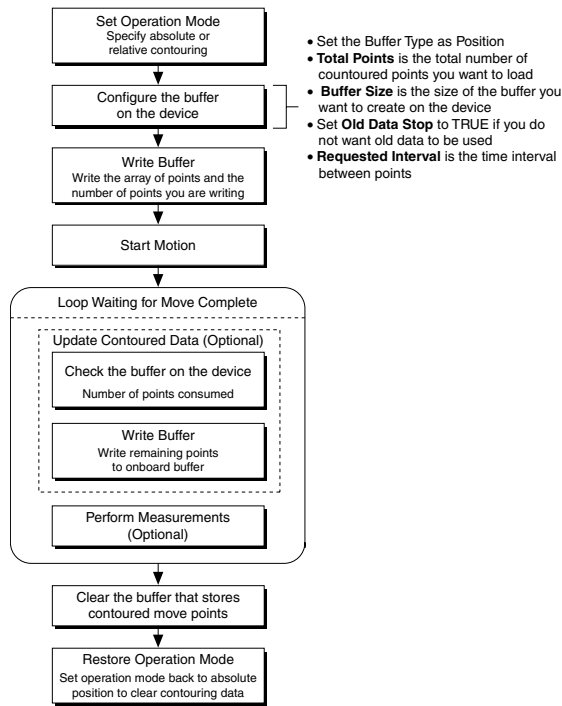 Set Operation Mode
Specify absolute or
relative contouring
Configure the buffer
on the device
• Set the Buffer Type as Position
• Total Points is the total number of
countoured points you want to load
• Buffer Size is the size of the buffer you
want to create on the device
• Set Old Data Stop to TRUE if you do
not want old data to be used
• Requested Interval is the time interval
between points
Write Buffer
Write the array of points and the
number of points you are writing
Start Motion
Loop Waiting for Move Complete
Update Contoured Data (Optional)
Check the buffer on the device
Number of points consumed
Write Buffer
Write remaining points
to onboard buffer
Perform Measurements
(Optional)
Clear the buffer that stores
contoured move points
Restore Operation Mode
Set operation mode back to absolute
position to clear contouring data